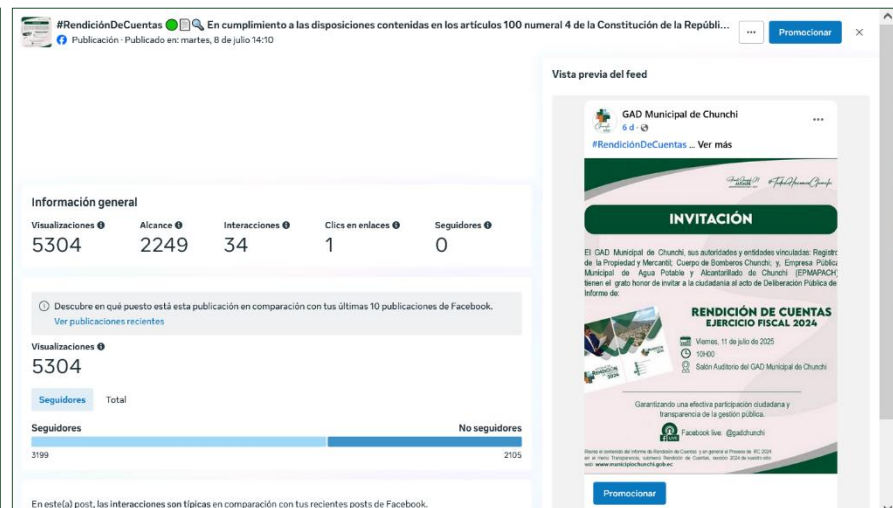 #RendiciónDeCuentas 🟢📄🔍 En cumplimiento a las disposiciones contenidas en los artículos 100 numeral 4 de la Constitución de la Repúbli...
Publicación · Publicado en: martes, 8 de julio 14:10
Promocionar
Vista previa del feed
GAD Municipal de Chunchi
6 d
#RendiciónDeCuentas ... Ver más
INVITACIÓN
El GAD Municipal de Chunchi, sus autoridades y entidades vinculadas: Registro
de la Propiedad y Mercantil; Cuerpo de Bomberos Chunchi; y, Empresa Pública
Municipal de Agua Potable y Alcantarillado de Chunchi (EPMAPACH)
tienen el grato honor de invitar a la ciudadanía al acto de Deliberación Pública de
Informe de:
RENDICIÓN DE CUENTAS
EJERCICIO FISCAL 2024
Viernes, 11 de julio de 2025
10H00
Salón Auditorio del GAD Municipal de Chunchi
Garantizando una efectiva participación ciudadana y
transparencia de la gestión pública.
Facebook live: @gadchunchi
web www.municipiochunchi.gob.ec
Promocionar
Información general
Visualizaciones
5304
Alcance
2249
Interacciones
34
Clics en enlaces
1
Seguidores
0
Descubre en qué puesto está esta publicación en comparación con tus últimas 10 publicaciones de Facebook.
Ver publicaciones recientes
Visualizaciones
5304
Seguidores Total
Seguidores No seguidores
3199 2105
En este(a) post, las interacciones son típicas en comparación con tus recientes posts de Facebook.